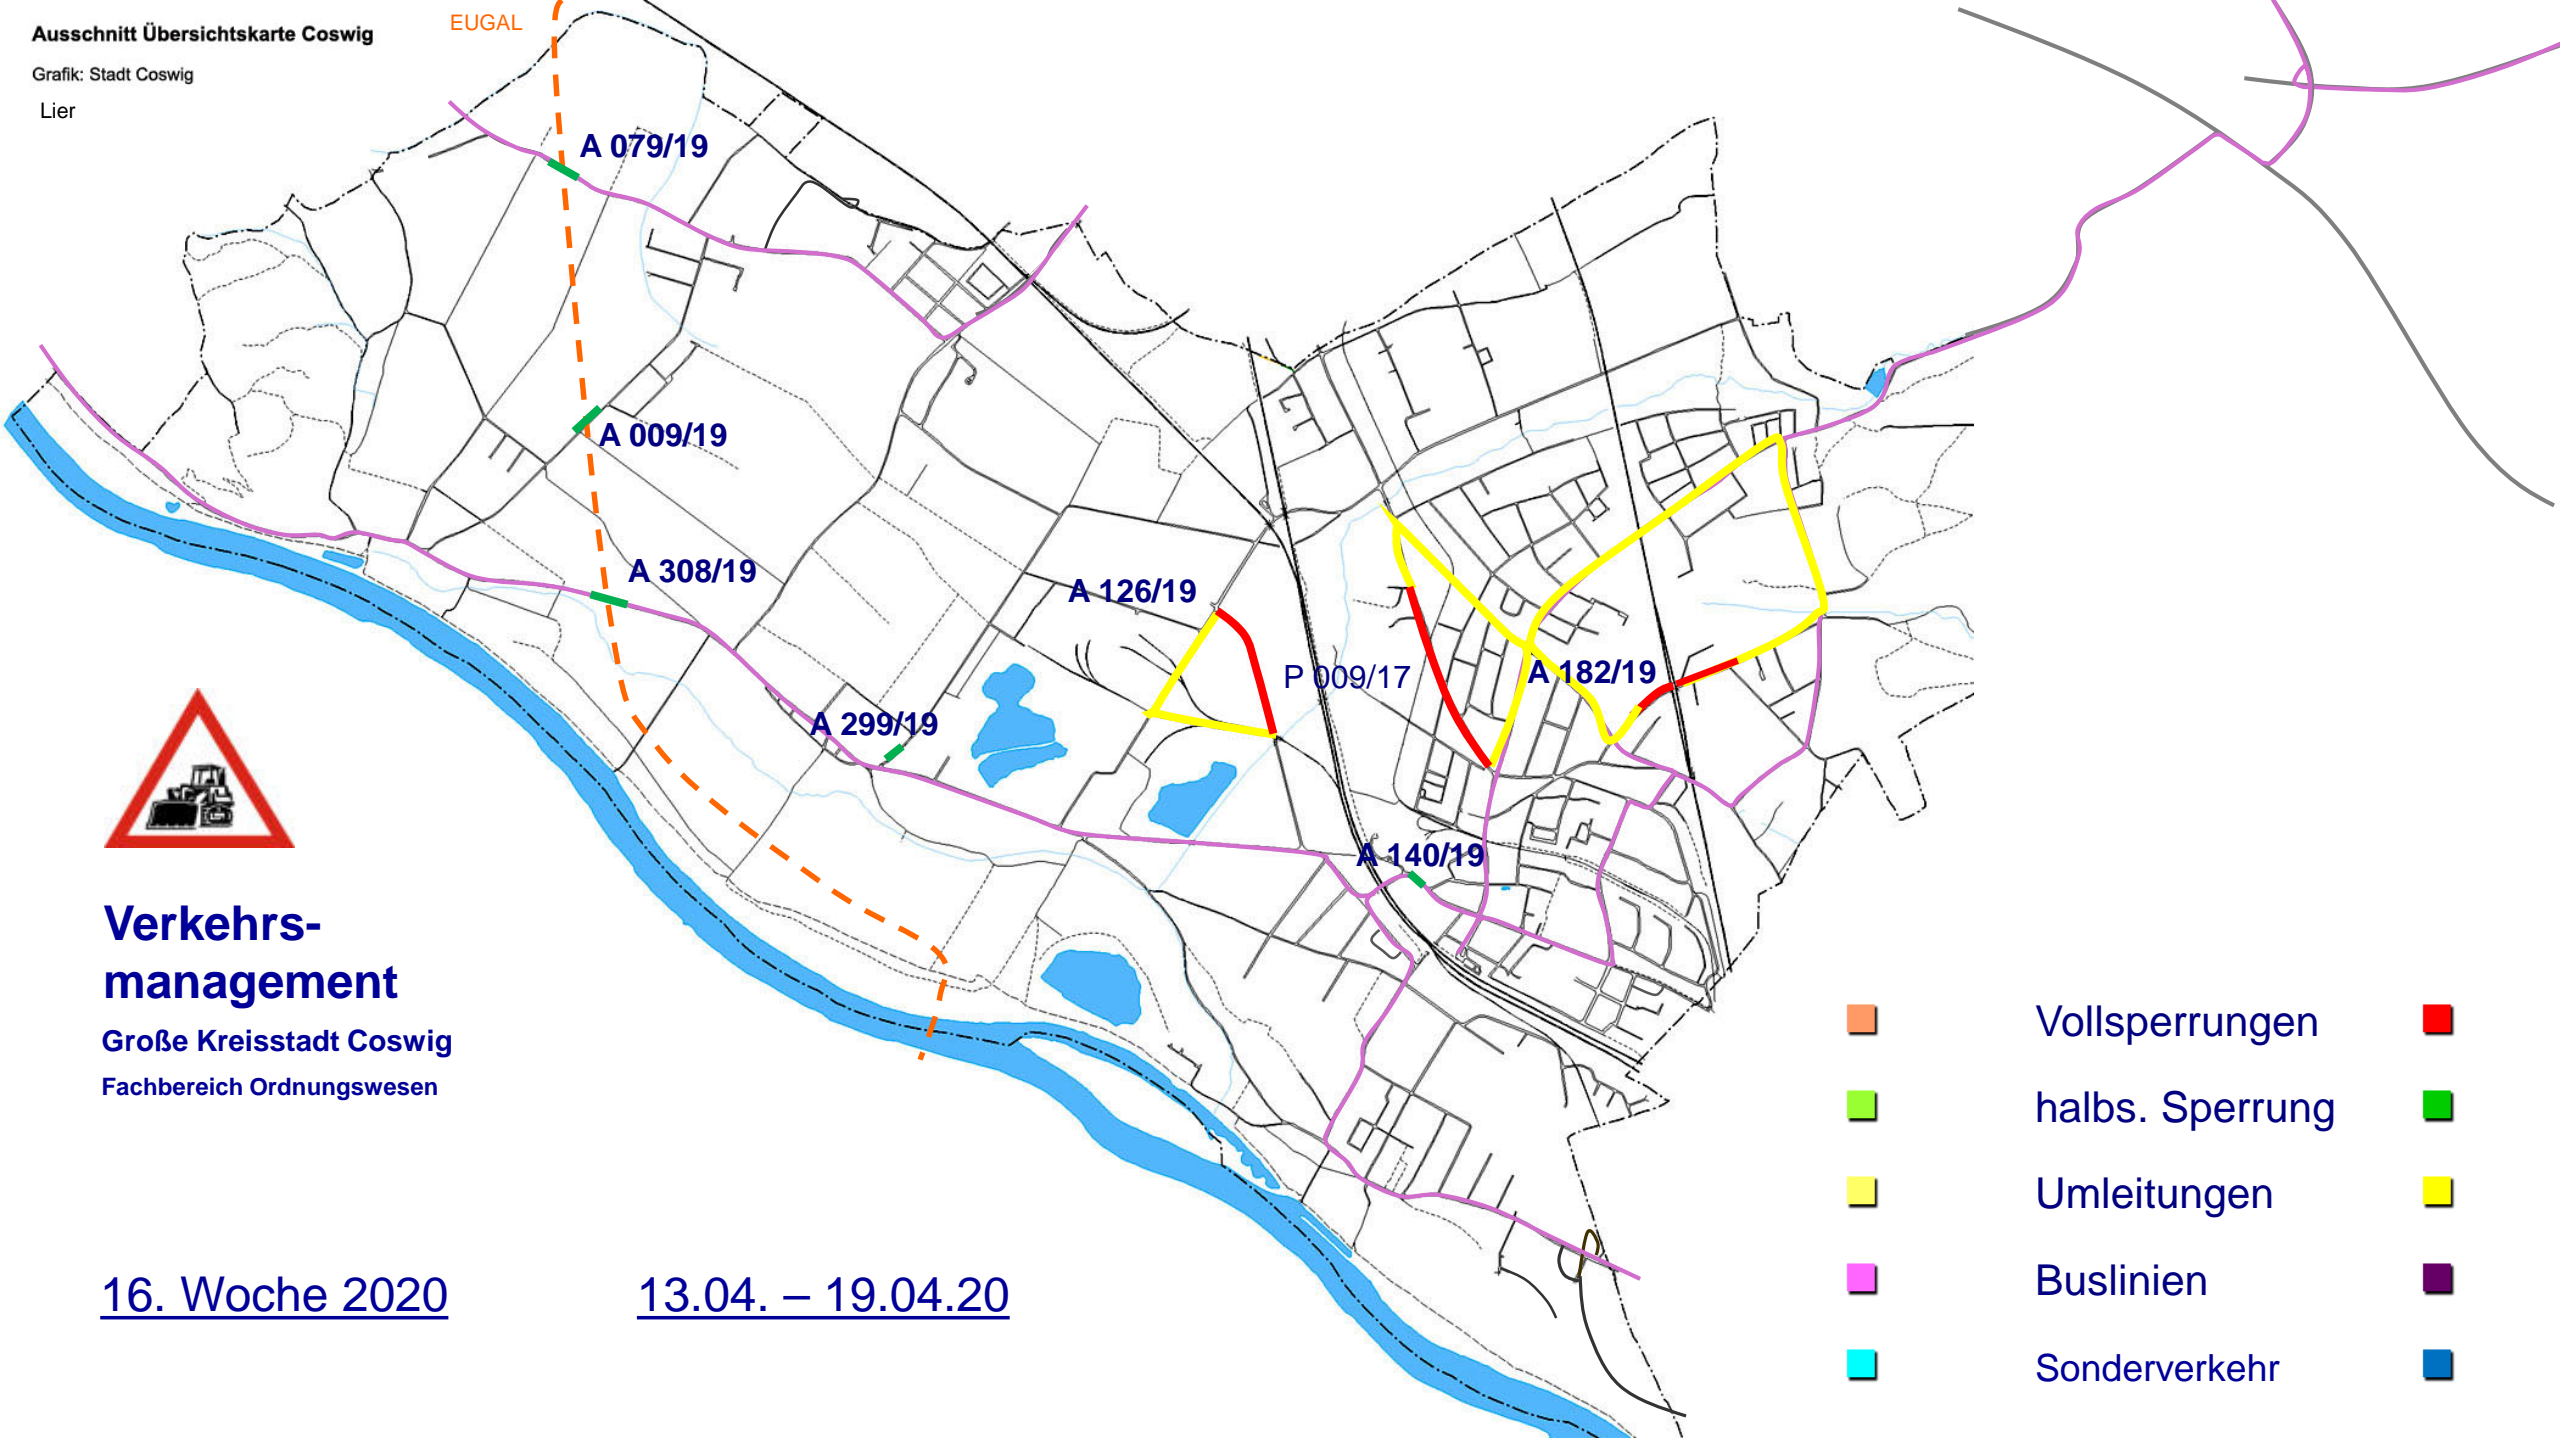 Ausschnitt Übersichtskarte Coswig
Grafik: Stadt Coswig
Lier
EUGAL
A 079/19
A 009/19
A 308/19
A 126/19
P 009/17
A 182/19
A 299/19
A 140/19
Verkehrs-
management
Große Kreisstadt Coswig
Fachbereich Ordnungswesen
16. Woche 2020
13.04. – 19.04.20
Vollsperrungen
halbs. Sperrung
Umleitungen
Buslinien
Sonderverkehr